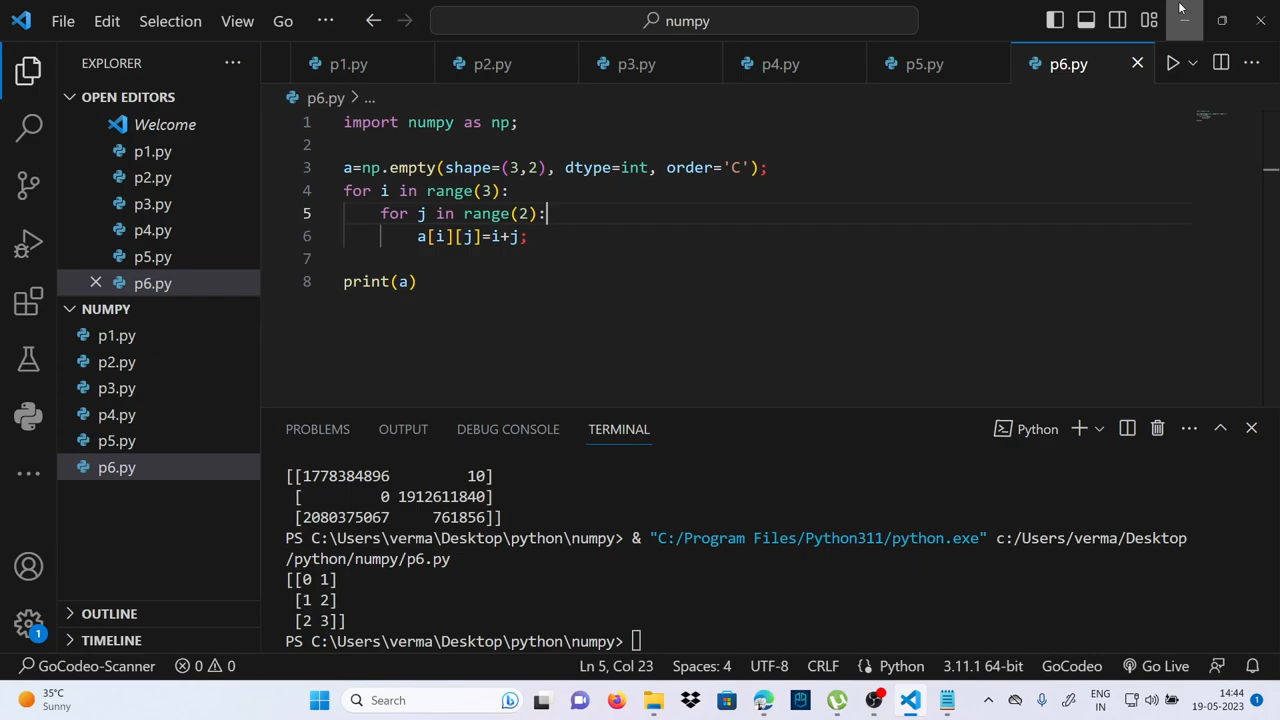 File Edit Selection View Go ··· numpy
EXPLORER ···
p1.py p2.py p3.py p4.py p5.py p6.py ···
OPEN EDITORS
Welcome
p1.py
p2.py
p3.py
p4.py
p5.py
p6.py
NUMPY
p1.py
p2.py
p3.py
p4.py
p5.py
p6.py
OUTLINE
TIMELINE
p6.py > ...
1 import numpy as np;
2
3 a=np.empty(shape=(3,2), dtype=int, order='C');
4 for i in range(3):
5 for j in range(2):
6 a[i][j]=i+j;
7
8 print(a)
PROBLEMS OUTPUT DEBUG CONSOLE TERMINAL Python ···
[[1778384896 10]
[ 0 1912611840]
[2080375067 761856]]
PS C:\Users\verma\Desktop\python\numpy> & "C:/Program Files/Python311/python.exe" c:/Users/verma/Desktop
/python/numpy/p6.py
[[0 1]
[1 2]
[2 3]]
PS C:\Users\verma\Desktop\python\numpy>
1
GoCodeo-Scanner 0 0 Ln 5, Col 23 Spaces: 4 UTF-8 CRLF Python 3.11.1 64-bit GoCodeo Go Live
35°C
Sunny
Search
ENG
IN
14:44
19-05-2023
1